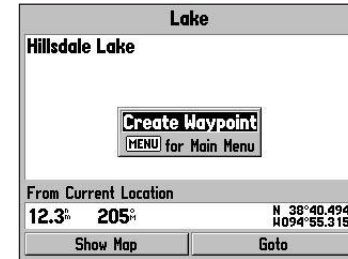 Lake
Hillsdale Lake
Create Waypoint
MENU for Main Menu
From Current Location
12.3 205° N 38°40.494
W094°55.315
Show Map Goto